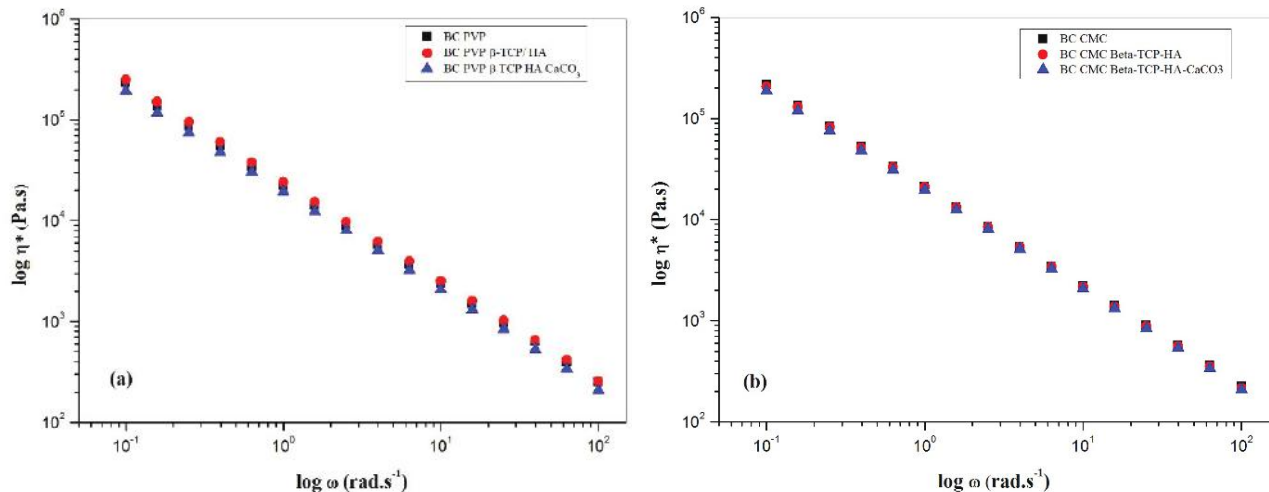 10⁶
10⁵
10⁴
10³
10²
log η* (Pa.s)
BC PVP
BC PVP β-TCP/HA
BC PVP β TCP HA CaCO₃
(a)
10⁻¹ 10⁰ 10¹ 10²
log ω (rad.s⁻¹)
10⁶
10⁵
10⁴
10³
10²
log η* (Pa.s)
BC CMC
BC CMC Beta-TCP-HA
BC CMC Beta-TCP-HA-CaCO3
(b)
10⁻¹ 10⁰ 10¹ 10²
log ω (rad.s⁻¹)